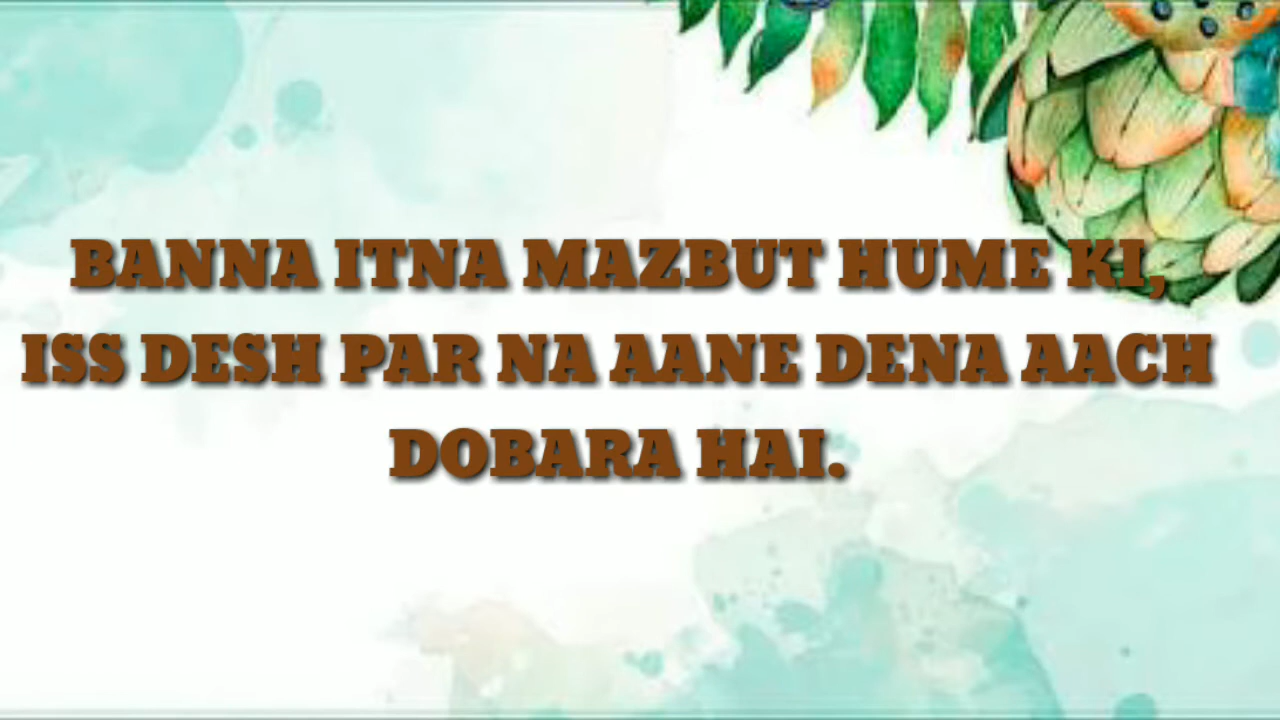 BANNA ITNA MAZBUT HUME KI,
ISS DESH PAR NA AANE DENA AACH
DOBARA HAI.